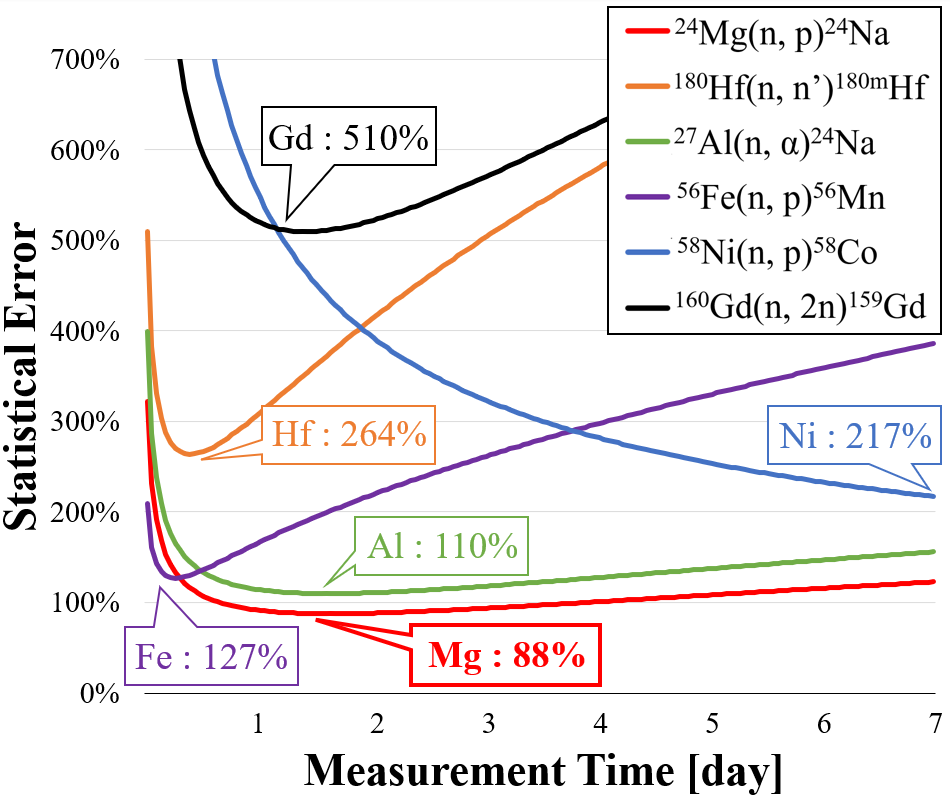 700%
600%
500%
400%
300%
200%
100%
0%
Statistical Error
1 2 3 4 5 6 7
Measurement Time [day]
²⁴Mg(n, p)²⁴Na
¹⁸⁰Hf(n, n’)¹⁸⁰ᵐHf
²⁷Al(n, α)²⁴Na
⁵⁶Fe(n, p)⁵⁶Mn
⁵⁸Ni(n, p)⁵⁸Co
¹⁶⁰Gd(n, 2n)¹⁵⁹Gd
Gd : 510%
Hf : 264%
Ni : 217%
Al : 110%
Fe : 127%
Mg : 88%